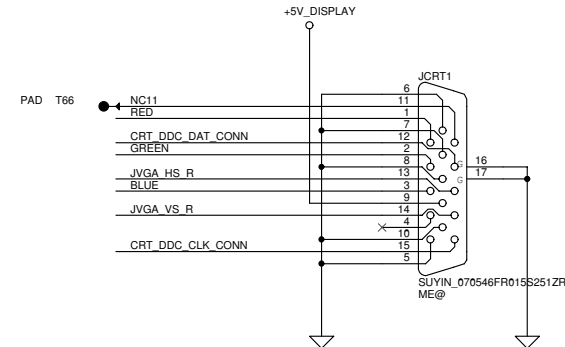 +5V_DISPLAY
JCRT1
PAD T66
NC11
RED
CRT_DDC_DAT_CONN
GREEN
JVGA_HS_R
BLUE
JVGA_VS_R
CRT_DDC_CLK_CONN
6
11
1
7
12
2
8
13
3
9
14
4
10
15
5
G
G
16
17
SUYIN_070546FR015S251ZR
ME@